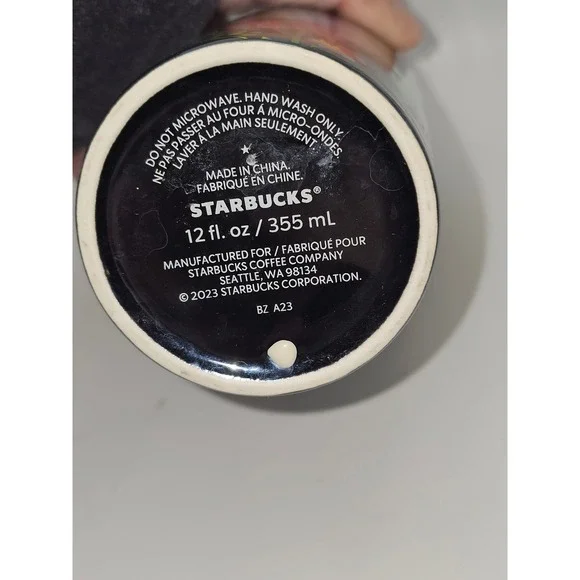 DO NOT MICROWAVE. HAND WASH ONLY.
NE PAS PASSER AU FOUR Á MICRO-ONDES.
LAVER À LA MAIN SEULEMENT.
MADE IN CHINA.
FABRIQUÉ EN CHINE.
STARBUCKS®
12 fl. oz / 355 mL
MANUFACTURED FOR / FABRIQUÉ POUR
STARBUCKS COFFEE COMPANY
SEATTLE, WA 98134
© 2023 STARBUCKS CORPORATION.
BZ A23